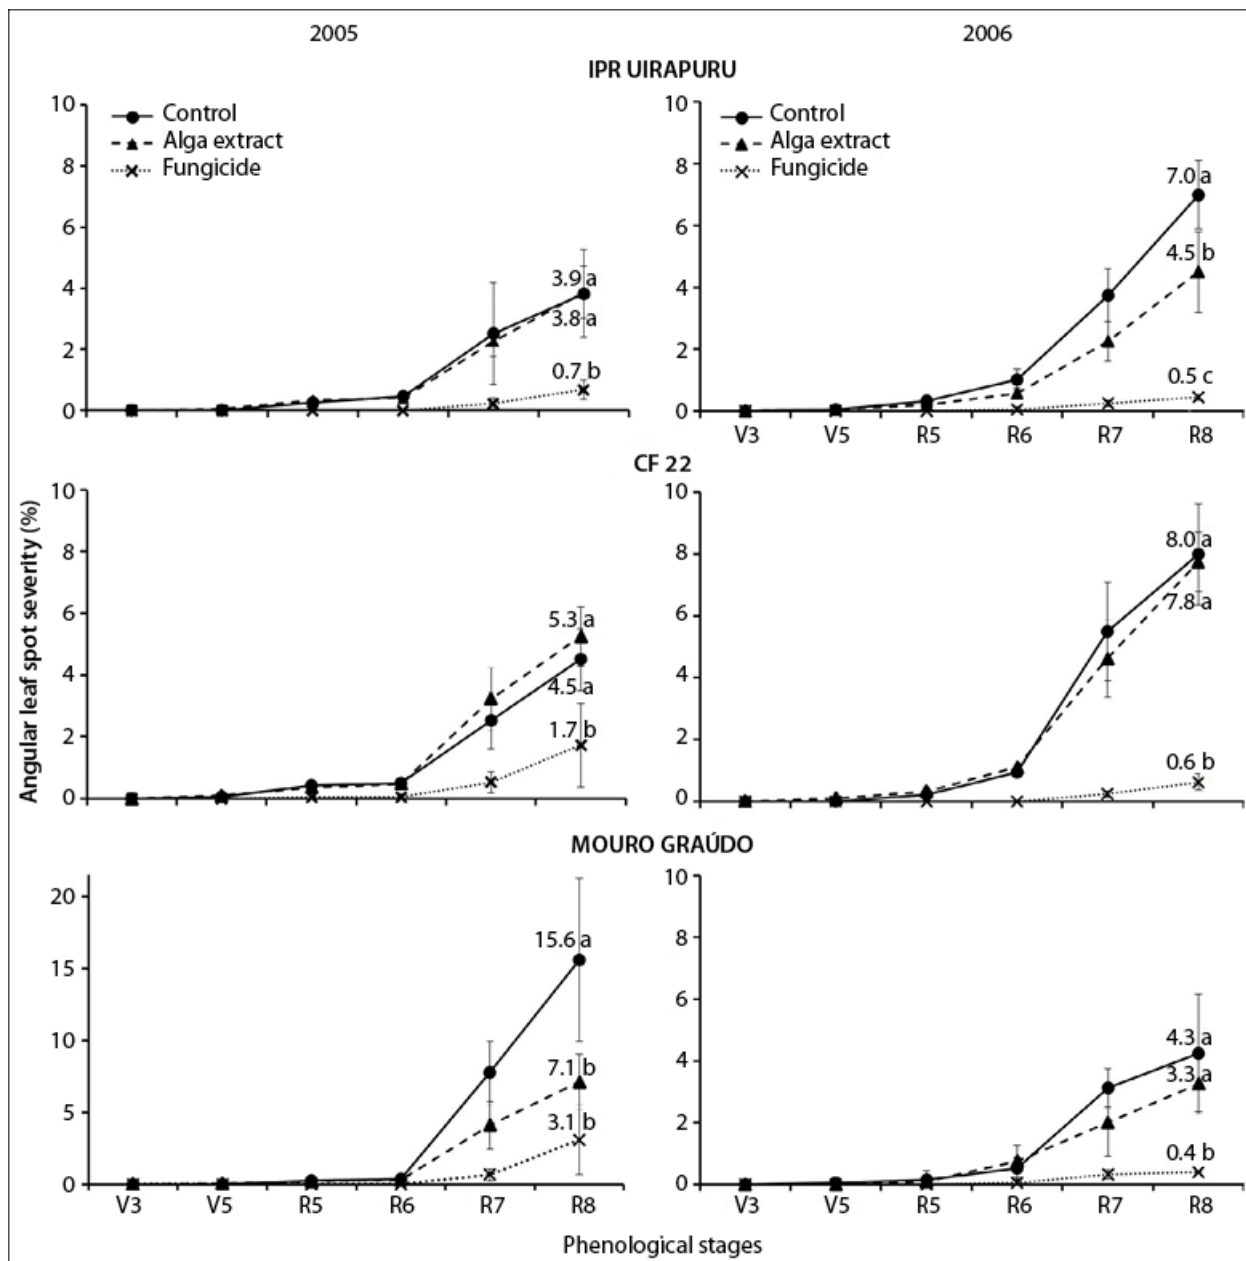 2005 2006
IPR UIRAPURU
10 Control 10 Control
Alga extract Alga extract
8 Fungicide 8 Fungicide
7.0 a
6 6
4.5 b
3.9 a
4 4
3.8 a
2 2
0.7 b 0.5 c
0 0
V3 V5 R5 R6 R7 R8
CF 22
Angular leaf spot severity (%)
10 10
8.0 a
8 8
7.8 a
6 6
5.3 a
4 4
4.5 a
2 2
1.7 b
0.6 b
0 0
MOURO GRAÚDO
20 10
15.6 a
8
15
6
10 4.3 a
4
7.1 b 3.3 a
5
3.1 b 2
0.4 b
0 0
V3 V5 R5 R6 R7 R8 V3 V5 R5 R6 R7 R8
Phenological stages